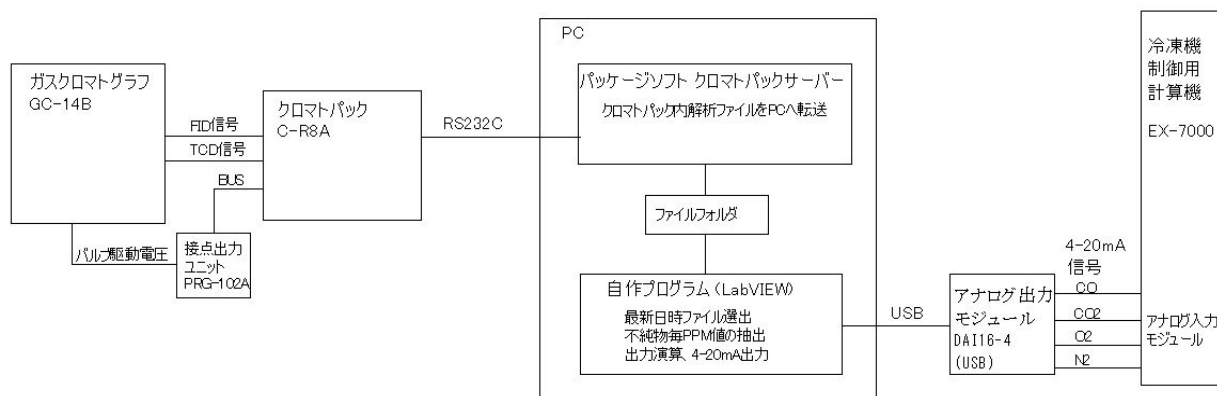 ガスクロマトグラフ
GC-14B
FID信号
TCD信号
BUS
バルブ駆動電圧
接点出力
ユニット
PRG-102A
クロマトパック
C-R8A
RS232C
PC
パッケージソフト クロマトパックサーバー
クロマトパック内解析ファイルをPCへ転送
ファイルフォルダ
自作プログラム(LabVIEW)
最新日時ファイル選出
不純物毎PPM値の抽出
出力演算、4-20mA出力
USB
アナログ出力
モジュール
DAI16-4
(USB)
4-20mA
信号
CO
CO2
O2
N2
冷凍機
制御用
計算機
EX-7000
アナログ入力
モジュール